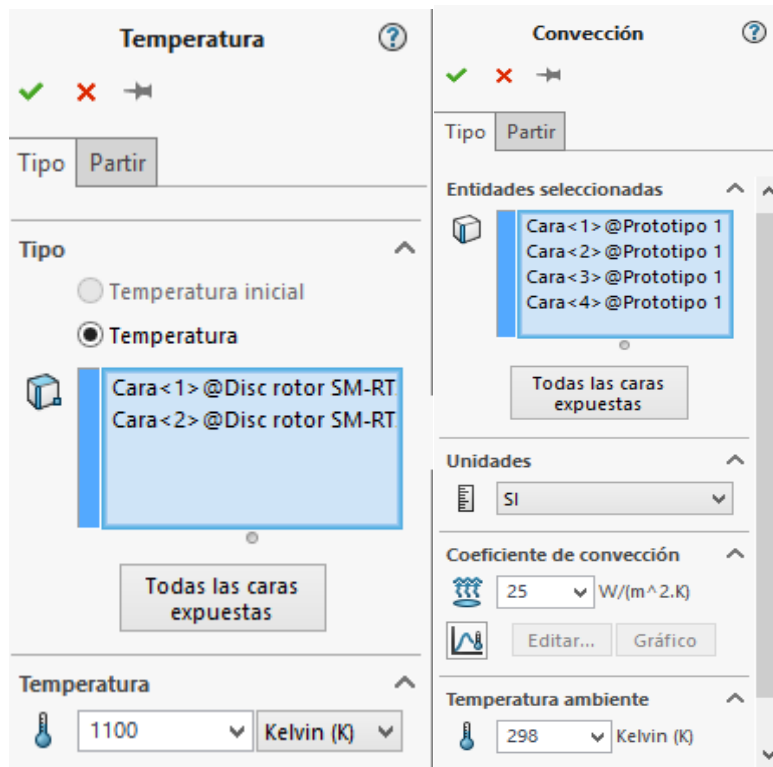 Temperatura
Tipo
Partir
Tipo
Temperatura inicial
Temperatura
Cara<1>@Disc rotor SM-RT
Cara<2>@Disc rotor SM-RT
Todas las caras
expuestas
Temperatura
1100
Kelvin (K)
Convección
Tipo
Partir
Entidades seleccionadas
Cara<1>@Prototipo 1
Cara<2>@Prototipo 1
Cara<3>@Prototipo 1
Cara<4>@Prototipo 1
Todas las caras
expuestas
Unidades
SI
Coeficiente de convección
25
W/(m^2.K)
Editar...
Gráfico
Temperatura ambiente
298
Kelvin (K)